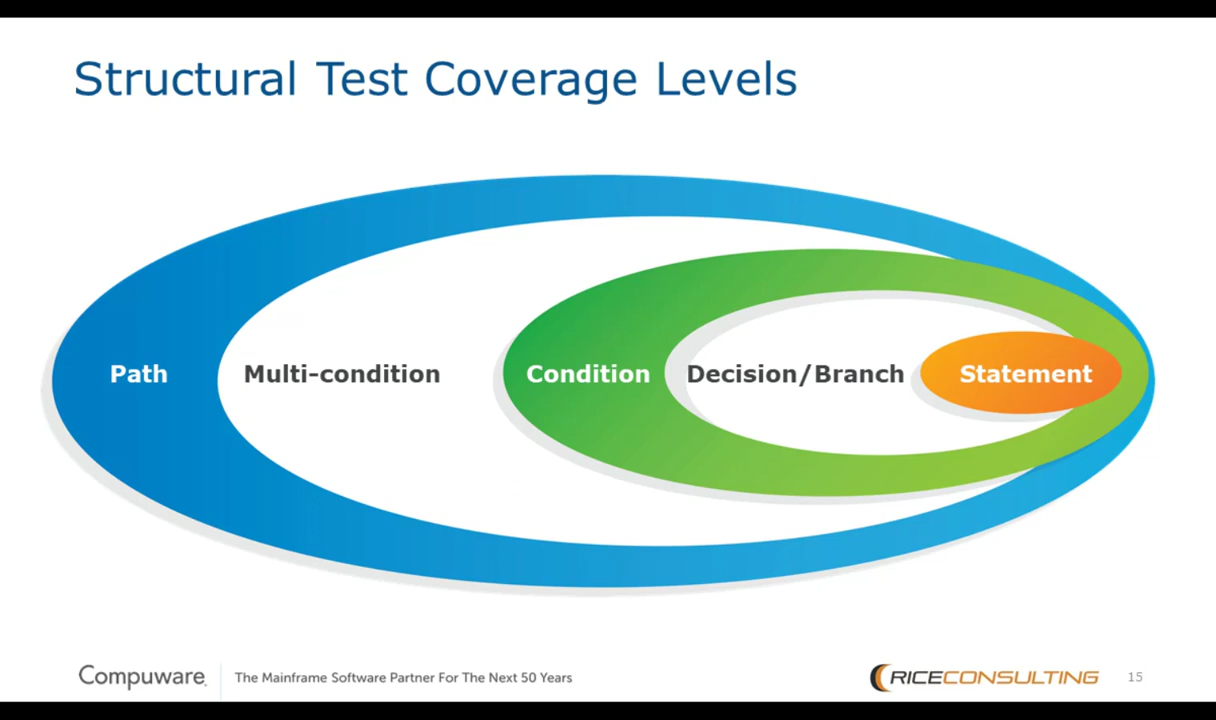 Structural Test Coverage Levels
Path Multi-condition Condition Decision/Branch Statement
Compuware. The Mainframe Software Partner For The Next 50 Years RICECONSULTING 15